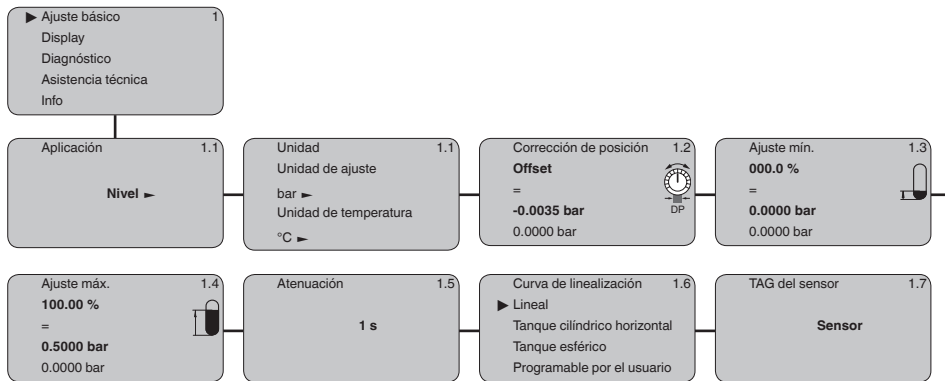 ▶ Ajuste básico 1
Display
Diagnóstico
Asistencia técnica
Info
Aplicación 1.1
Nivel ►
Unidad 1.1
Unidad de ajuste
bar ►
Unidad de temperatura
°C ►
Corrección de posición 1.2
Offset
=
-0.0035 bar
0.0000 bar
DP
Ajuste mín. 1.3
000.0 %
=
0.0000 bar
0.0000 bar
Ajuste máx. 1.4
100.00 %
=
0.5000 bar
0.0000 bar
Atenuación 1.5
1 s
Curva de linealización 1.6
▶ Lineal
Tanque cilíndrico horizontal
Tanque esférico
Programable por el usuario
TAG del sensor 1.7
Sensor